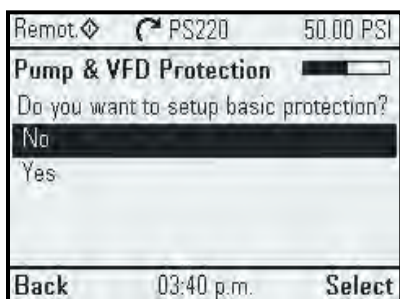 Remot. PS220 50.00 PSI
Pump & VFD Protection
Do you want to setup basic protection?
No
Yes
Back 03:40 p.m. Select